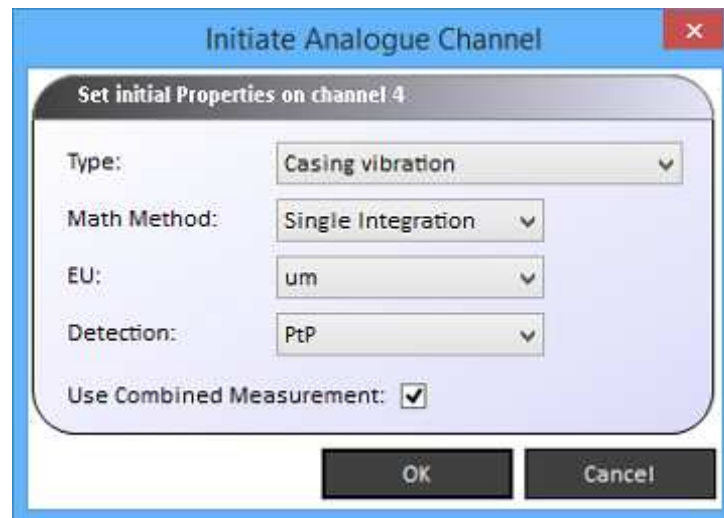 Initiate Analogue Channel
Set initial Properties on channel 4
Type: Casing vibration
Math Method: Single Integration
EU: um
Detection: PtP
Use Combined Measurement:
OK Cancel